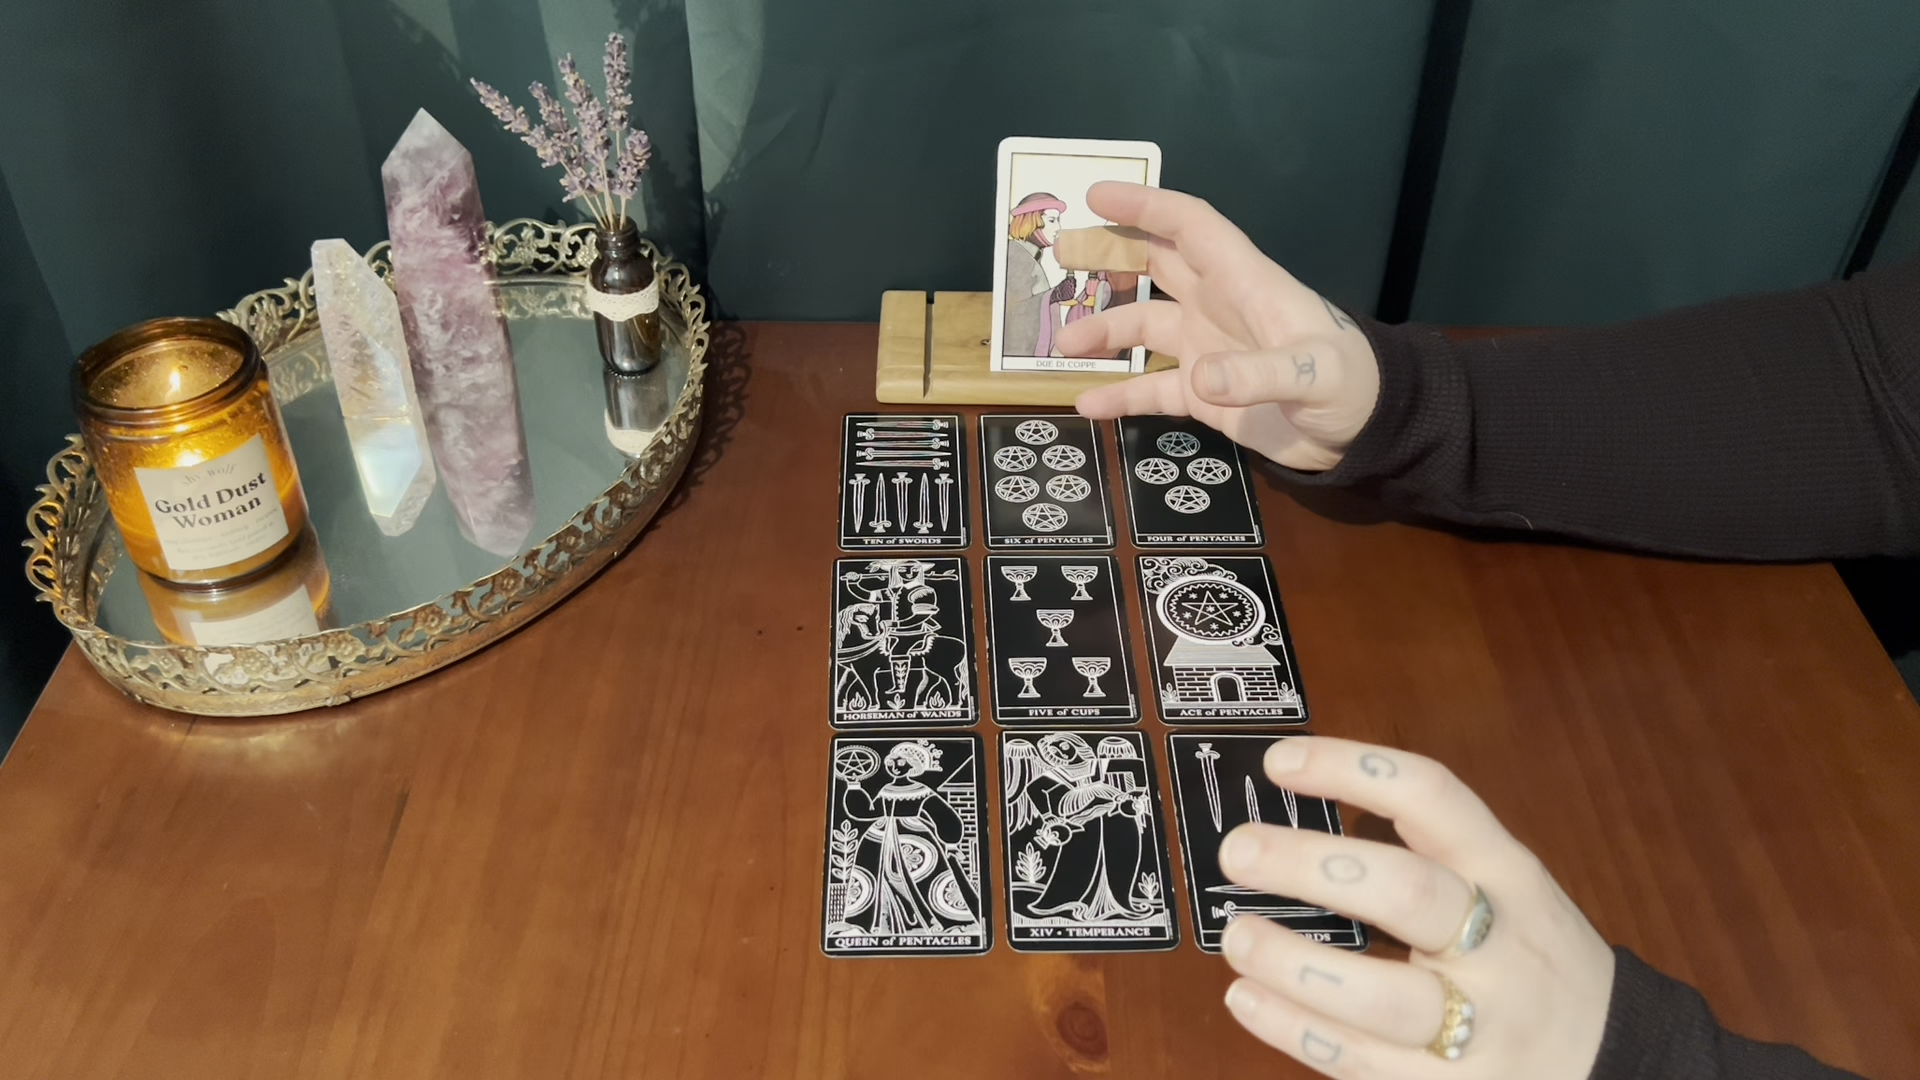 Gold Dust
Woman
DUE DI COPPE
TEN of SWORDS
SIX of PENTACLES
FOUR of PENTACLES
HORSEMAN of WANDS
FIVE of CUPS
ACE of PENTACLES
QUEEN of PENTACLES
XIV • TEMPERANCE
G
O
L
D